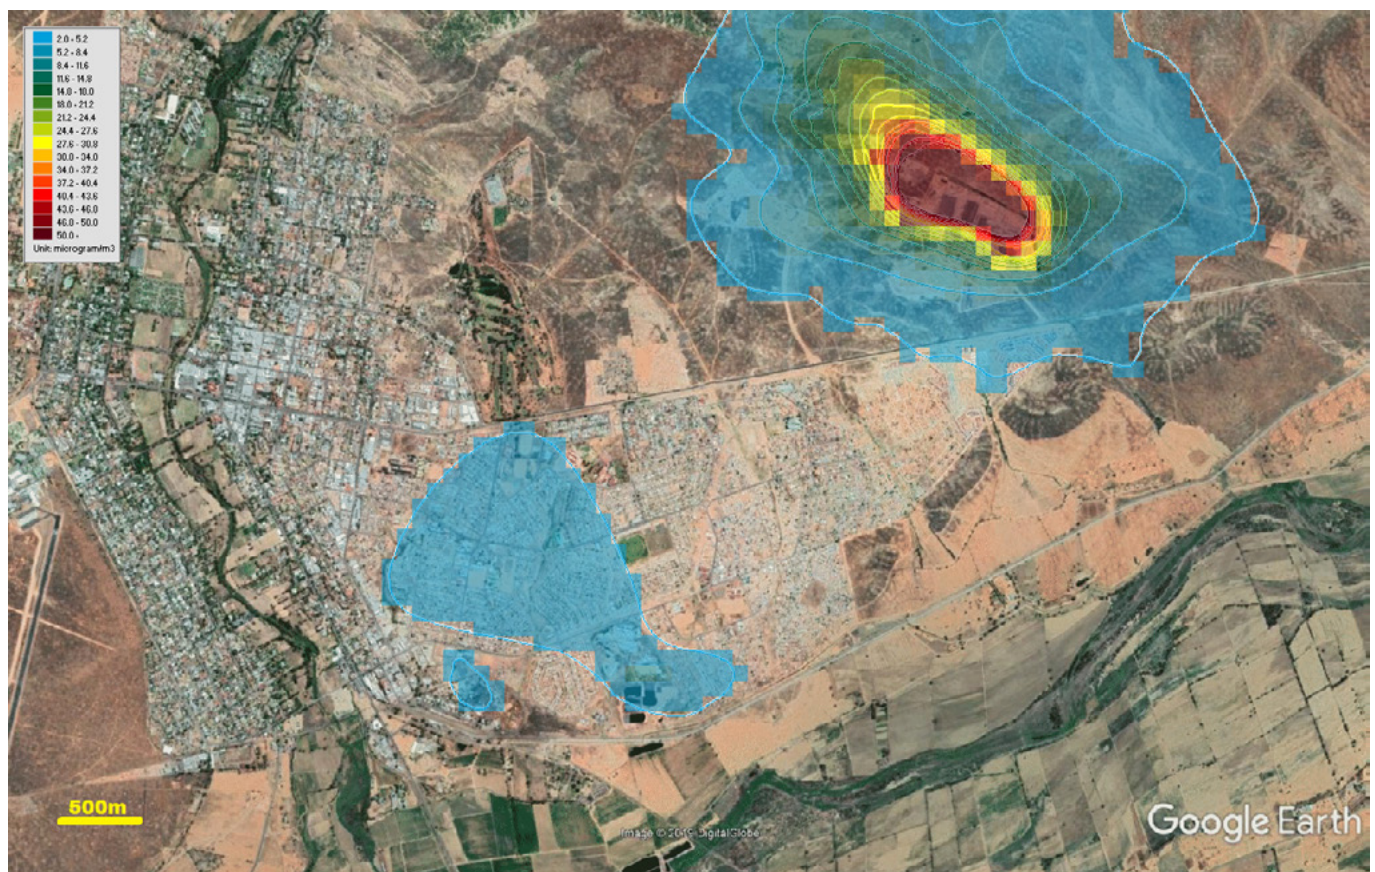 2.0 - 5.2
5.2 - 8.4
8.4 - 11.6
11.6 - 14.8
14.8 - 18.0
18.0 - 21.2
21.2 - 24.4
24.4 - 27.6
27.6 - 30.8
30.8 - 34.0
34.0 - 37.2
37.2 - 40.4
40.4 - 43.6
43.6 - 46.8
46.8 - 50.0
50.0 -
Unit: microgram/m3
500m
Image © 2019 DigitalGlobe
Google Earth